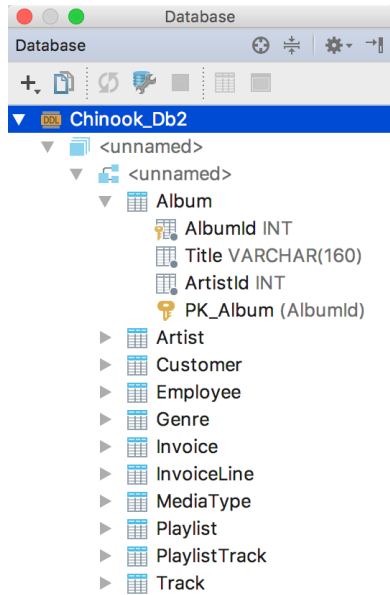 Database
Database
DDL Chinook_Db2
<unnamed>
<unnamed>
Album
AlbumId INT
Title VARCHAR(160)
ArtistId INT
PK_Album (AlbumId)
Artist
Customer
Employee
Genre
Invoice
InvoiceLine
MediaType
Playlist
PlaylistTrack
Track